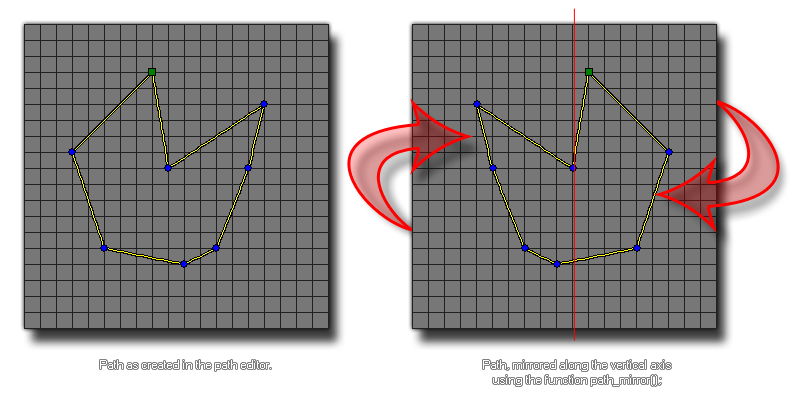 Path as created in the path editor.
Path, mirrored along the vertical axis
using the function path_mirror();